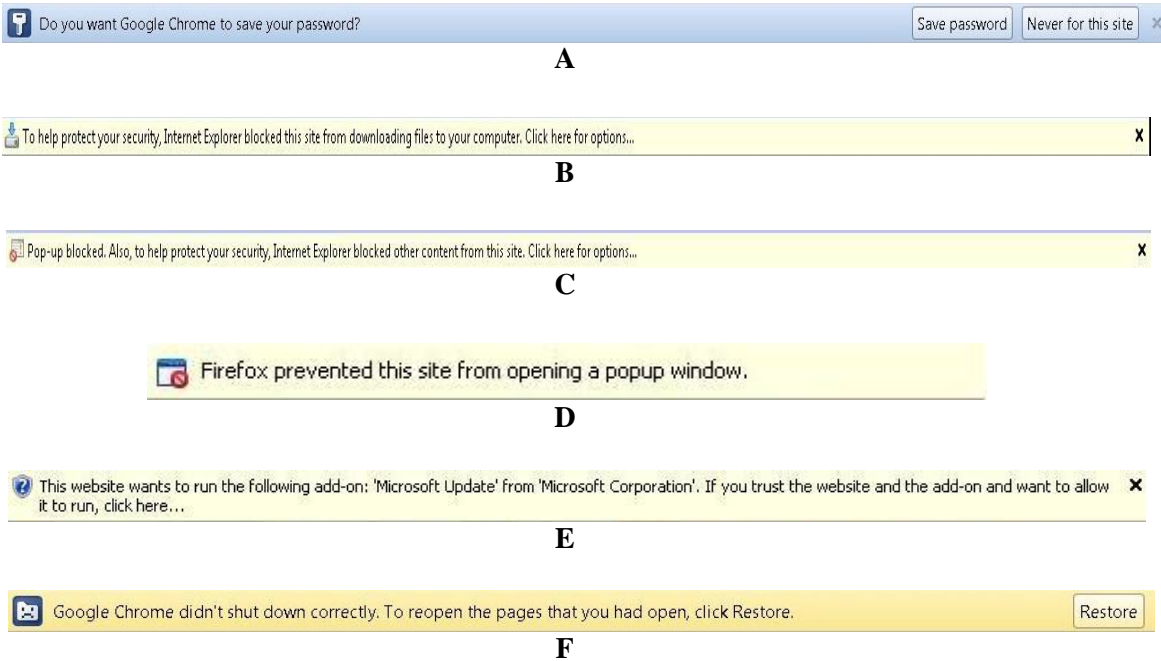 Do you want Google Chrome to save your password? Save password Never for this site
A
To help protect your security, Internet Explorer blocked this site from downloading files to your computer. Click here for options...
B
Pop-up blocked. Also, to help protect your security, Internet Explorer blocked other content from this site. Click here for options...
C
Firefox prevented this site from opening a popup window.
D
This website wants to run the following add-on: 'Microsoft Update' from 'Microsoft Corporation'. If you trust the website and the add-on and want to allow
it to run, click here...
E
Google Chrome didn't shut down correctly. To reopen the pages that you had open, click Restore. Restore
F